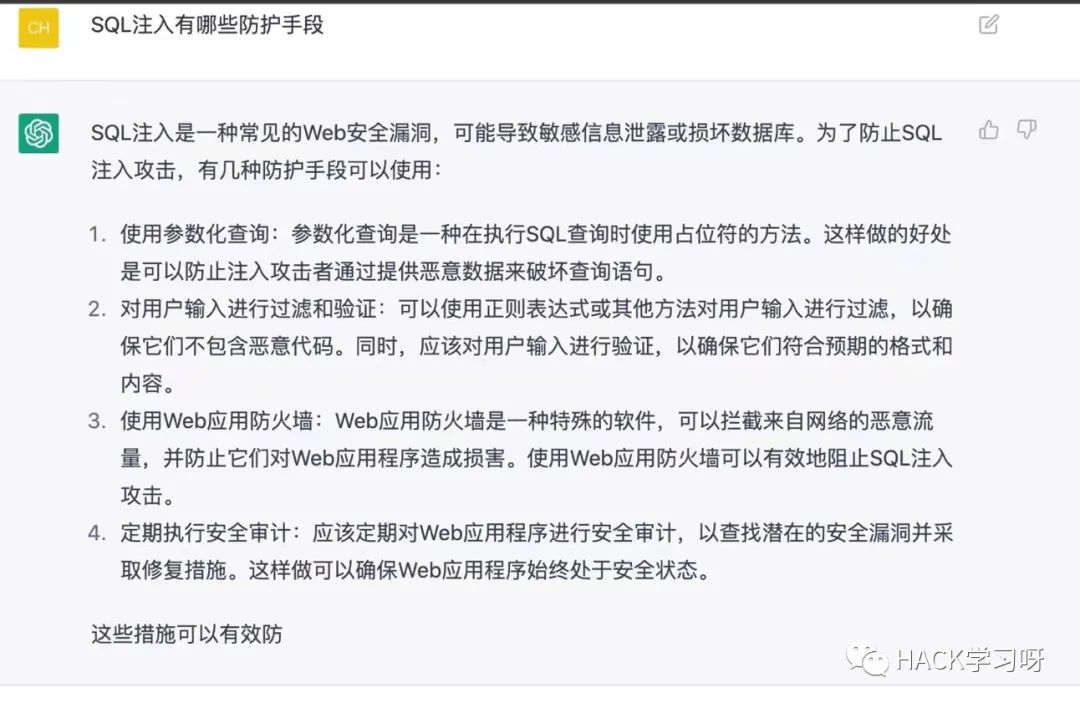 CH
SQL注入有哪些防护手段
SQL注入是一种常见的Web安全漏洞，可能导致敏感信息泄露或损坏数据库。为了防止SQL
注入攻击，有几种防护手段可以使用：
1. 使用参数化查询：参数化查询是一种在执行SQL查询时使用占位符的方法。这样做的好处
是可以防止注入攻击者通过提供恶意数据来破坏查询语句。
2. 对用户输入进行过滤和验证：可以使用正则表达式或其他方法对用户输入进行过滤，以确
保它们不包含恶意代码。同时，应该对用户输入进行验证，以确保它们符合预期的格式和
内容。
3. 使用Web应用防火墙：Web应用防火墙是一种特殊的软件，可以拦截来自网络的恶意流
量，并防止它们对Web应用程序造成损害。使用Web应用防火墙可以有效地阻止SQL注入
攻击。
4. 定期执行安全审计：应该定期对Web应用程序进行安全审计，以查找潜在的安全漏洞并采
取修复措施。这样做可以确保Web应用程序始终处于安全状态。
这些措施可以有效防
HACK学习呀